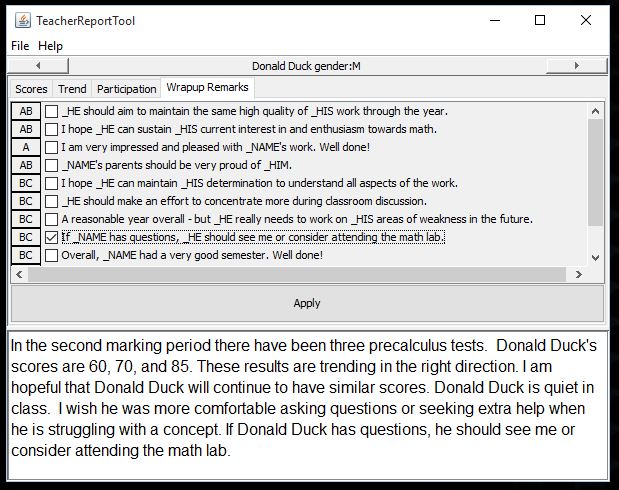 TeacherReportTool
File Help
Donald Duck gender:M
Scores Trend Participation Wrapup Remarks
AB _HE should aim to maintain the same high quality of _HIS work through the year.
AB I hope _HE can sustain _HIS current interest in and enthusiasm towards math.
A I am very impressed and pleased with _NAME's work. Well done!
AB _NAME's parents should be very proud of _HIM.
BC I hope _HE can maintain _HIS determination to understand all aspects of the work.
BC _HE should make an effort to concentrate more during classroom discussion.
BC A reasonable year overall - but _HE really needs to work on _HIS areas of weakness in the future.
BC If _NAME has questions, _HE should see me or consider attending the math lab.
BC Overall, _NAME had a very good semester. Well done!
Apply
In the second marking period there have been three precalculus tests.  Donald Duck's
scores are 60, 70, and 85. These results are trending in the right direction. I am
hopeful that Donald Duck will continue to have similar scores. Donald Duck is quiet in
class.  I wish he was more comfortable asking questions or seeking extra help when
he is struggling with a concept. If Donald Duck has questions, he should see me or
consider attending the math lab.